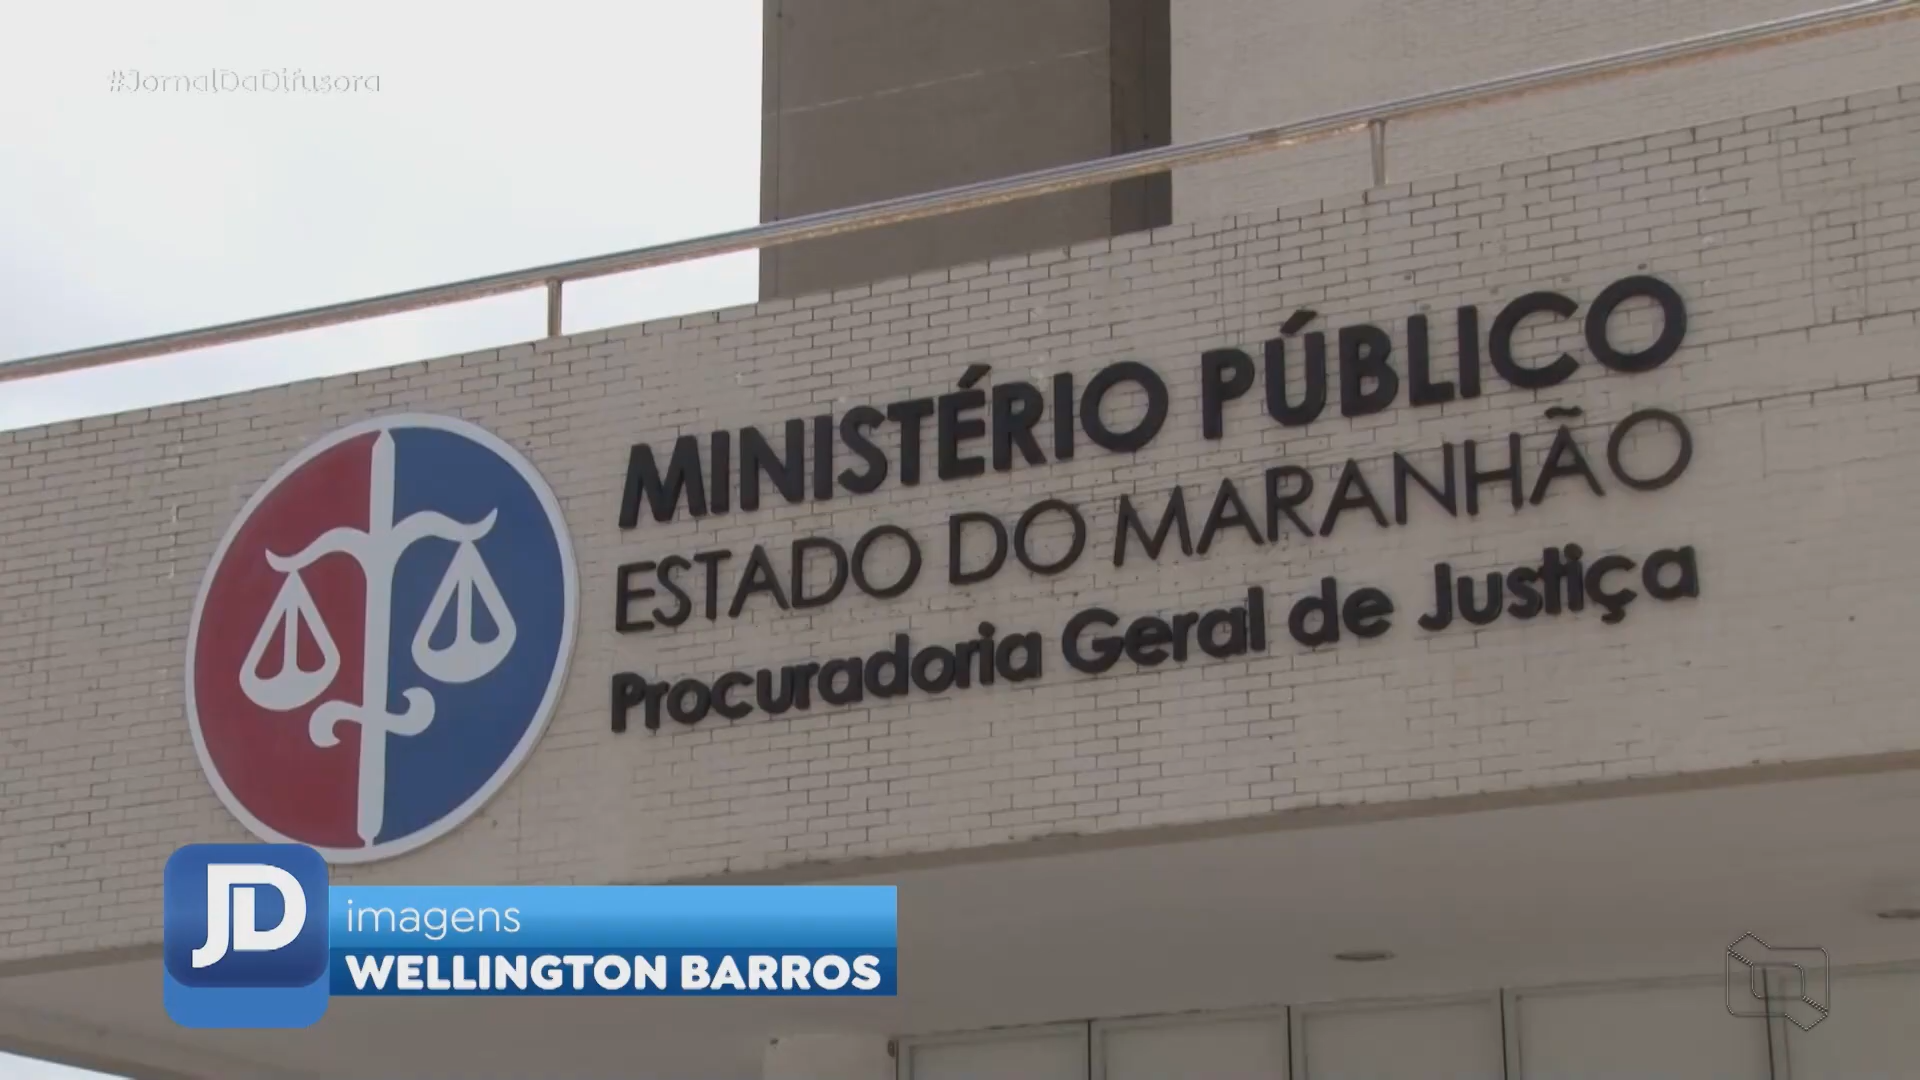 #JornalDaDifusora
MINISTÉRIO PÚBLICO
ESTADO DO MARANHÃO
Procuradoria Geral de Justiça
JD
imagens
WELLINGTON BARROS